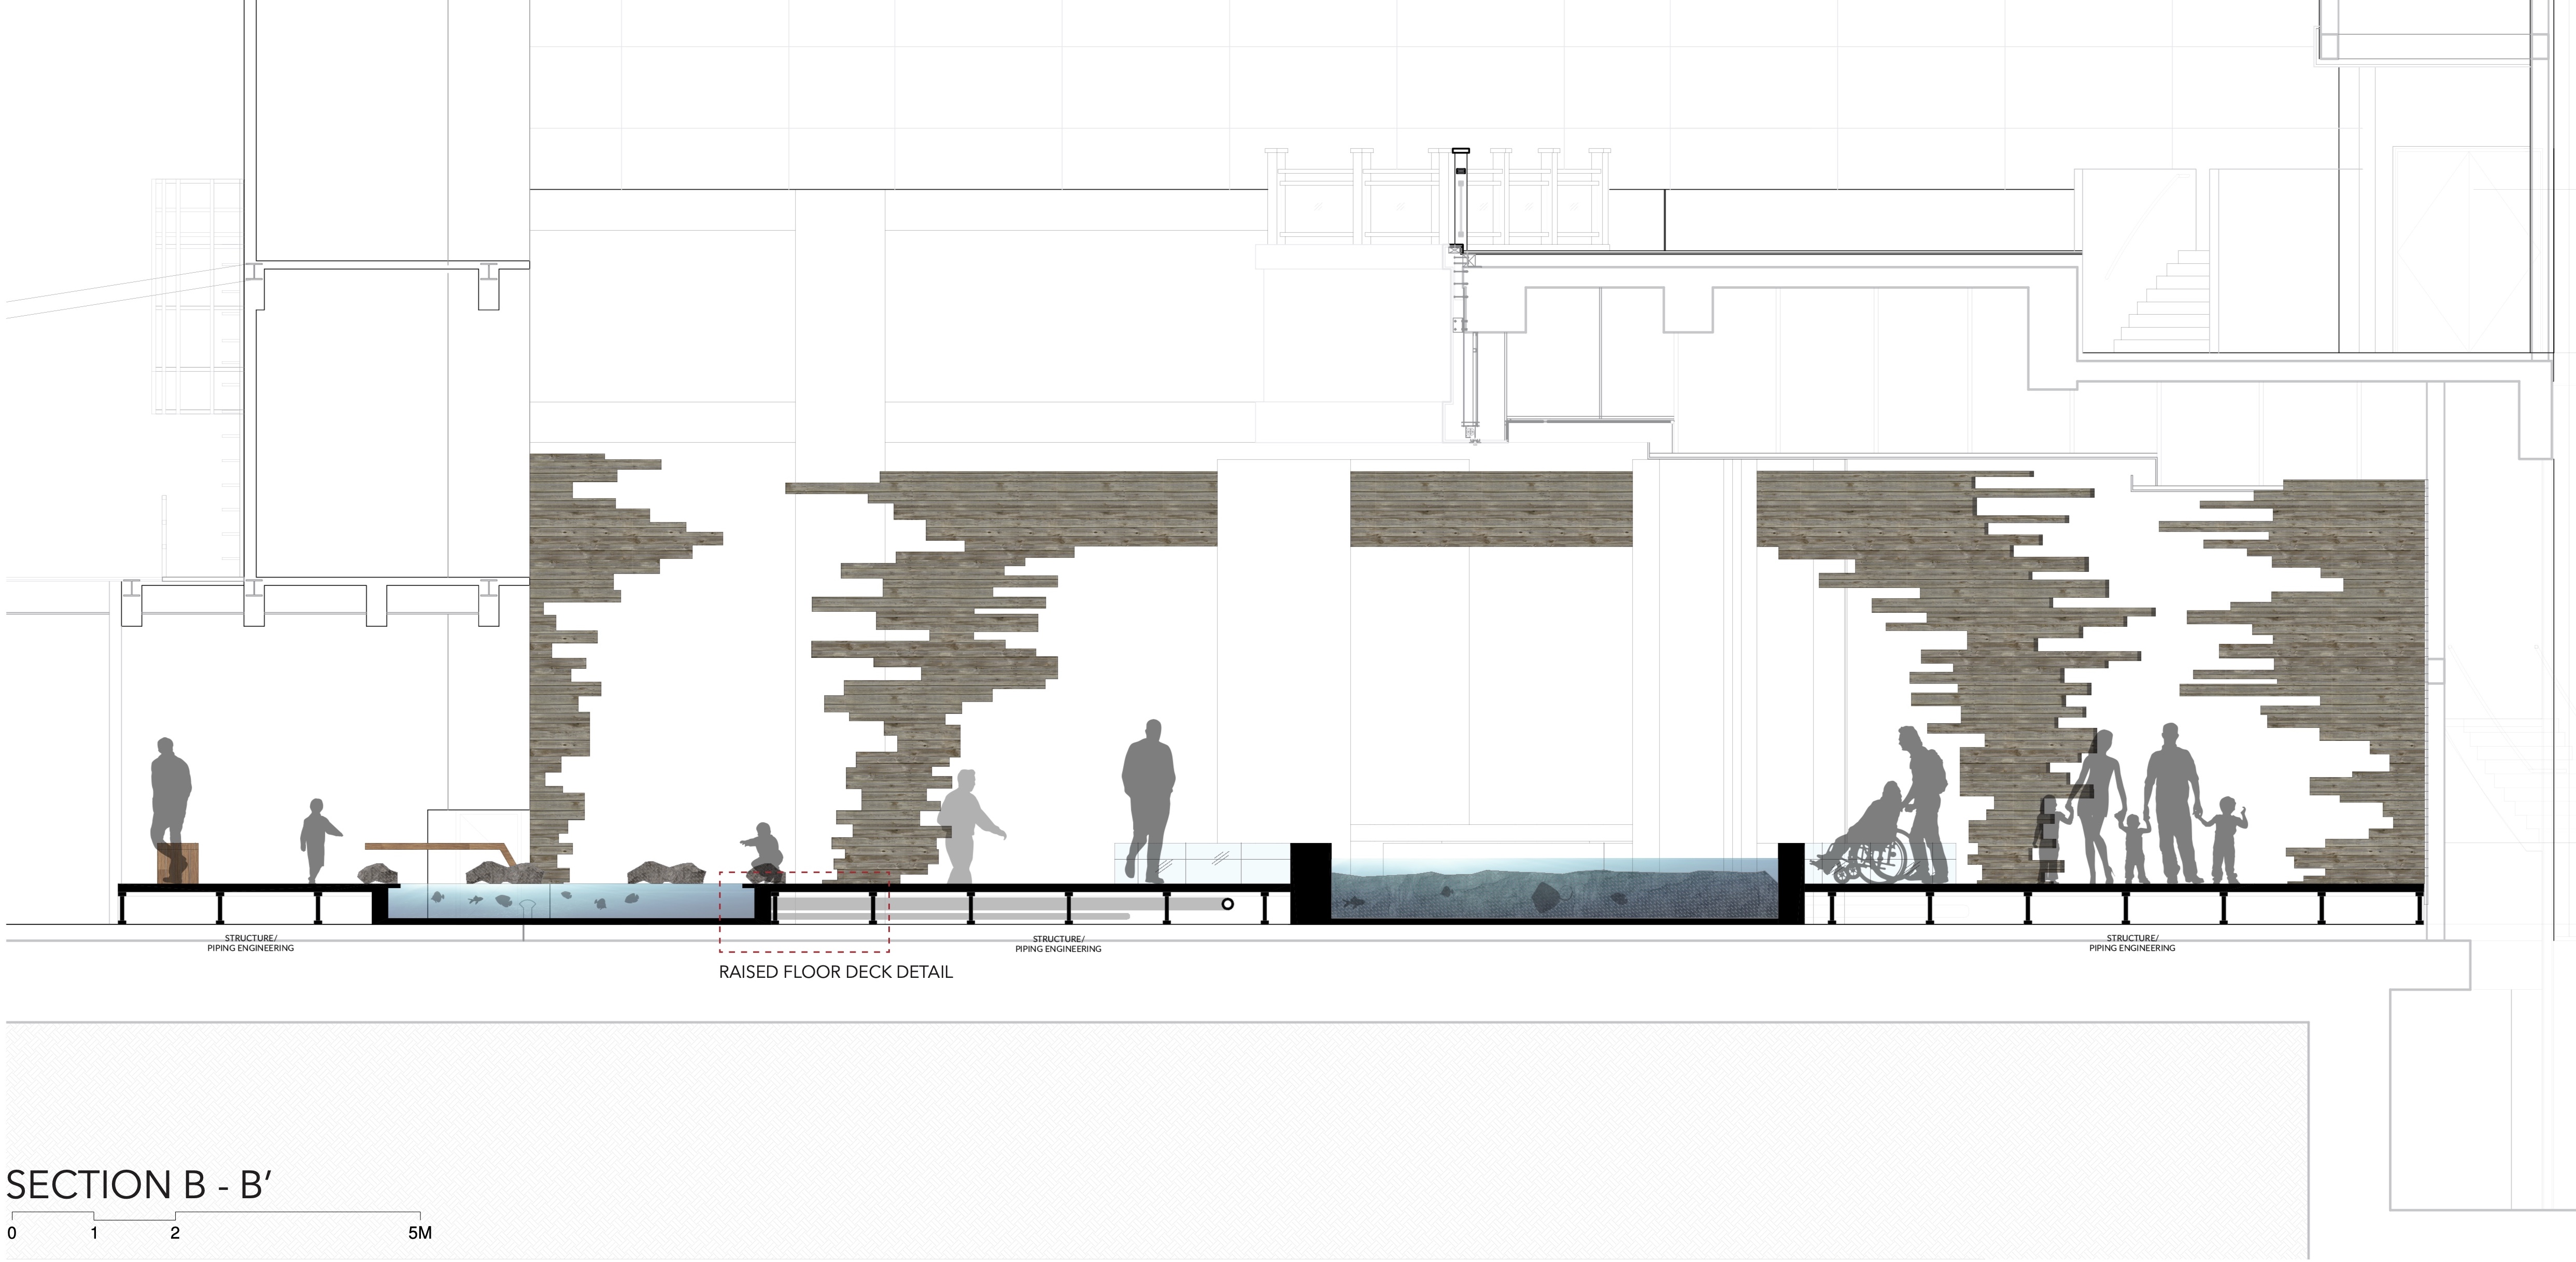 STRUCTURE/
PIPING ENGINEERING
STRUCTURE/
PIPING ENGINEERING
STRUCTURE/
PIPING ENGINEERING
RAISED FLOOR DECK DETAIL
SECTION B - B’
0 1 2 5M